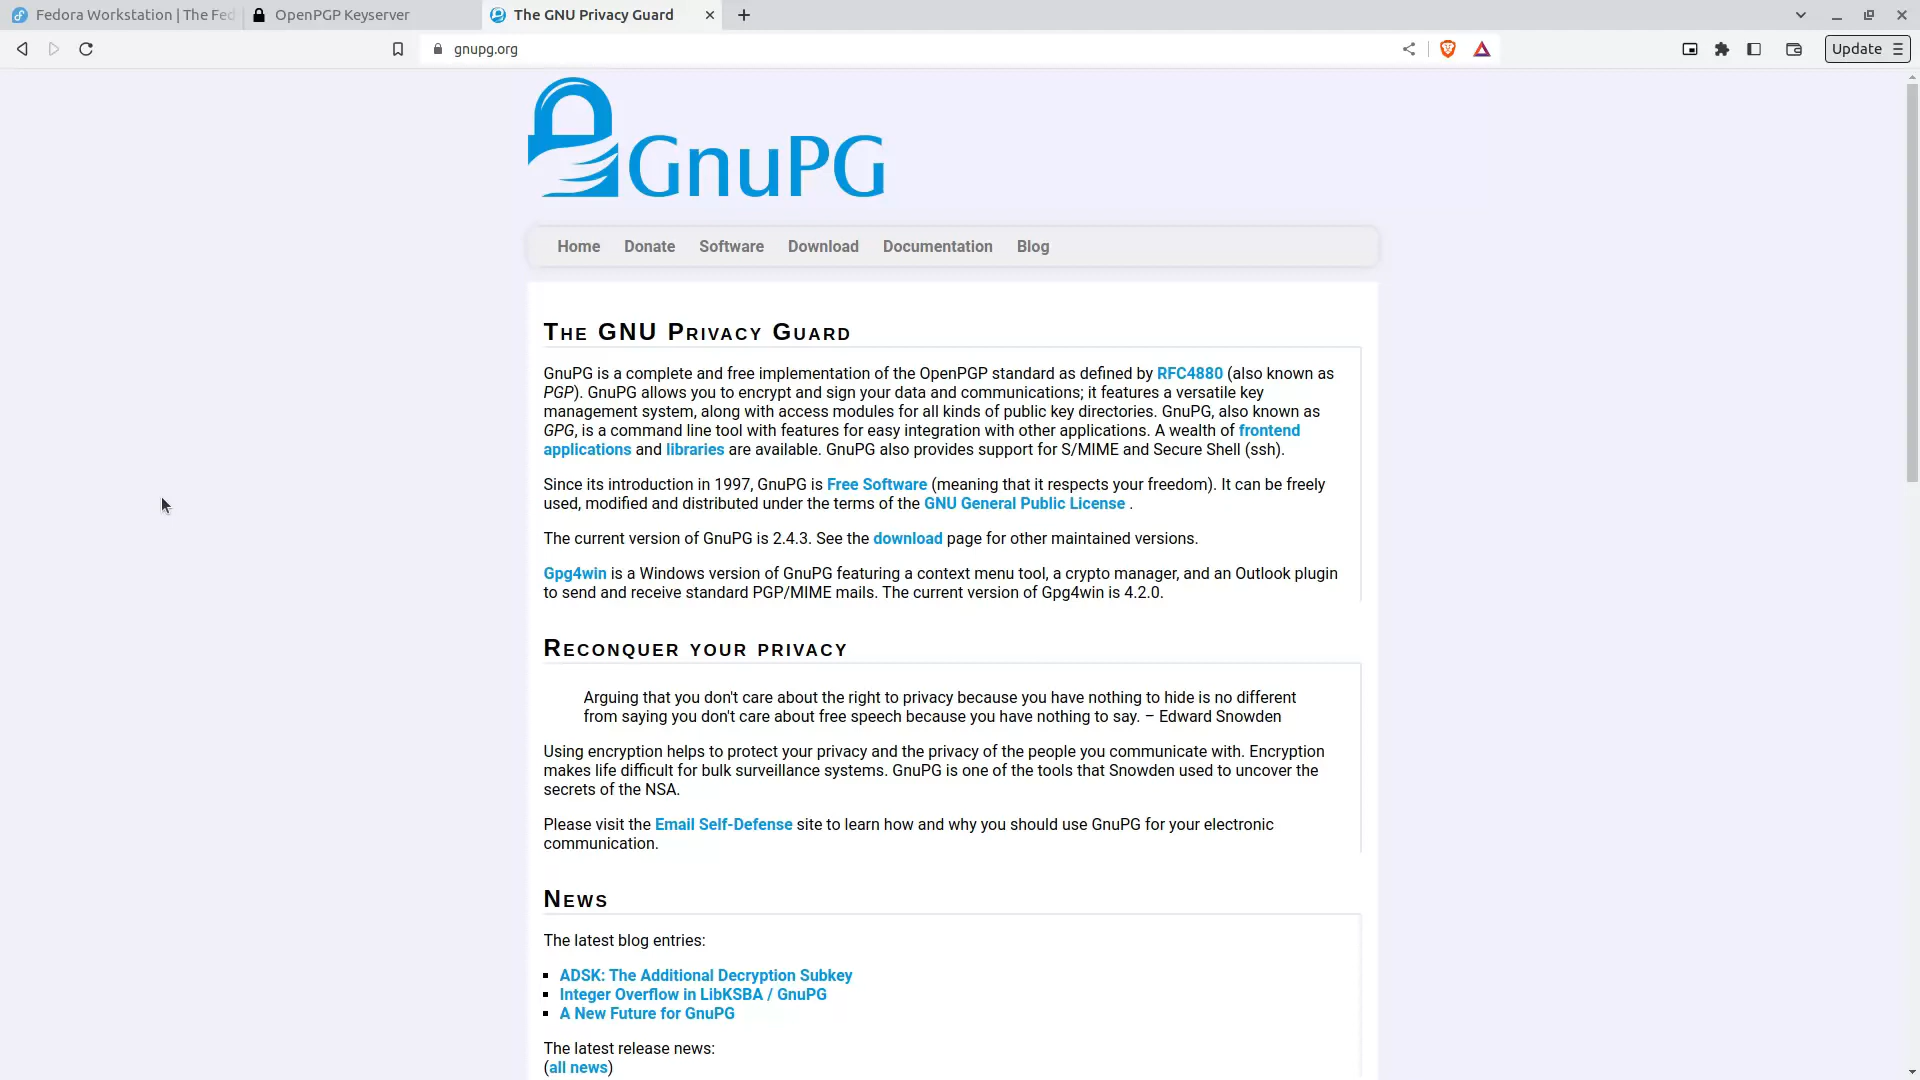 Fedora Workstation | The Fed
OpenPGP Keyserver
The GNU Privacy Guard
gnupg.org
Update
GnuPG
Home Donate Software Download Documentation Blog
The GNU Privacy Guard
GnuPG is a complete and free implementation of the OpenPGP standard as defined by RFC4880 (also known as
PGP). GnuPG allows you to encrypt and sign your data and communications; it features a versatile key
management system, along with access modules for all kinds of public key directories. GnuPG, also known as
GPG, is a command line tool with features for easy integration with other applications. A wealth of frontend
applications and libraries are available. GnuPG also provides support for S/MIME and Secure Shell (ssh).
Since its introduction in 1997, GnuPG is Free Software (meaning that it respects your freedom). It can be freely
used, modified and distributed under the terms of the GNU General Public License .
The current version of GnuPG is 2.4.3. See the download page for other maintained versions.
Gpg4win is a Windows version of GnuPG featuring a context menu tool, a crypto manager, and an Outlook plugin
to send and receive standard PGP/MIME mails. The current version of Gpg4win is 4.2.0.
Reconquer your privacy
Arguing that you don't care about the right to privacy because you have nothing to hide is no different
from saying you don't care about free speech because you have nothing to say. – Edward Snowden
Using encryption helps to protect your privacy and the privacy of the people you communicate with. Encryption
makes life difficult for bulk surveillance systems. GnuPG is one of the tools that Snowden used to uncover the
secrets of the NSA.
Please visit the Email Self-Defense site to learn how and why you should use GnuPG for your electronic
communication.
News
The latest blog entries:
ADSK: The Additional Decryption Subkey
Integer Overflow in LibKSBA / GnuPG
A New Future for GnuPG
The latest release news:
(all news)